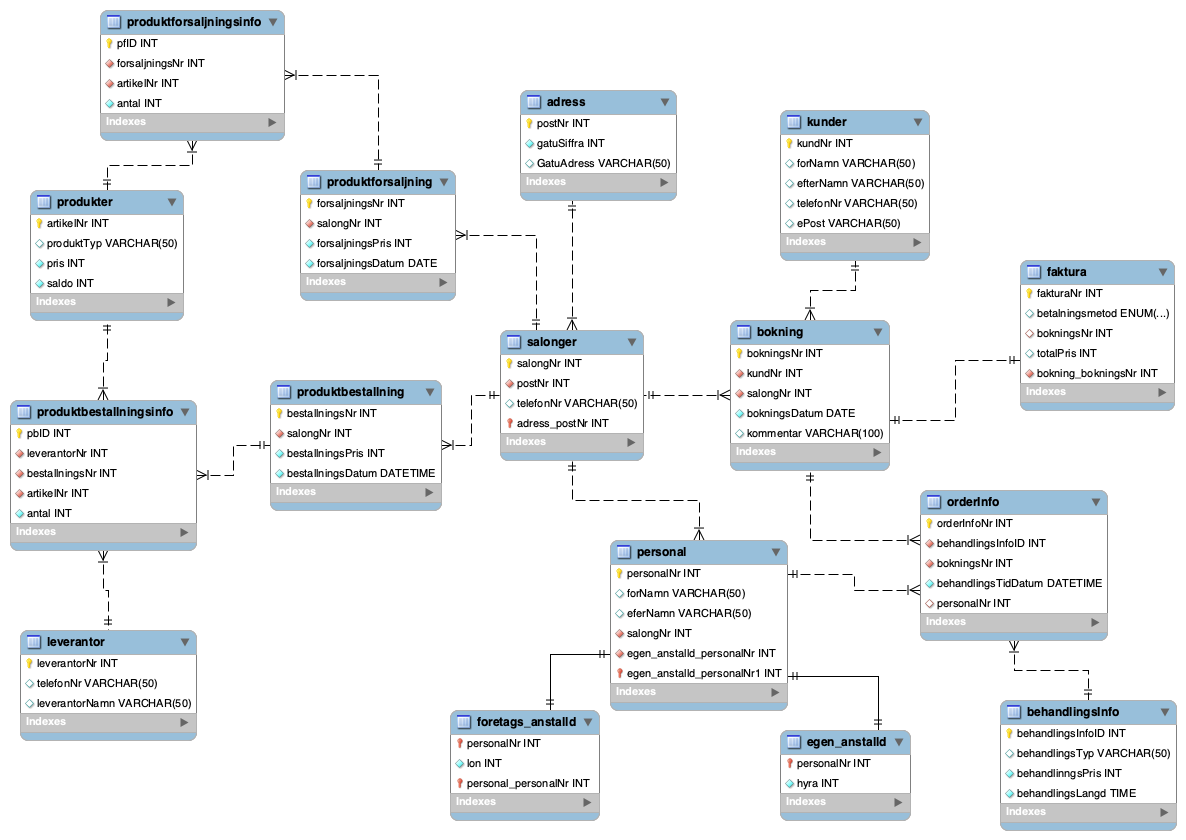 produktforsaljningsinfo
pfID INT
forsaljningsNr INT
artikelNr INT
antal INT
Indexes
adress
postNr INT
gatuSiffra INT
GatuAdress VARCHAR(50)
Indexes
kunder
kundNr INT
forNamn VARCHAR(50)
efterNamn VARCHAR(50)
telefonNr VARCHAR(50)
ePost VARCHAR(50)
Indexes
produktforsaljning
forsaljningsNr INT
salongNr INT
forsaljningsPris INT
forsaljningsDatum DATE
Indexes
produkter
artikelNr INT
produktTyp VARCHAR(50)
pris INT
saldo INT
Indexes
faktura
fakturaNr INT
betalningsmetod ENUM(...)
bokningsNr INT
totalPris INT
bokning_bokningsNr INT
Indexes
bokning
bokningsNr INT
kundNr INT
salongNr INT
bokningsDatum DATE
kommentar VARCHAR(100)
Indexes
salonger
salongNr INT
postNr INT
telefonNr VARCHAR(50)
adress_postNr INT
Indexes
produktbestallning
bestallningsNr INT
salongNr INT
bestallningsPris INT
bestallningsDatum DATETIME
Indexes
produktbestallningsinfo
pbID INT
leverantorNr INT
bestallningsNr INT
artikelNr INT
antal INT
Indexes
orderInfo
orderInfoNr INT
behandlingsInfoID INT
bokningsNr INT
behandlingsTidDatum DATETIME
personalNr INT
Indexes
personal
personalNr INT
forNamn VARCHAR(50)
eferNamn VARCHAR(50)
salongNr INT
egen_anstalld_personalNr INT
egen_anstalld_personalNr1 INT
Indexes
leverantor
leverantorNr INT
telefonNr VARCHAR(50)
leverantorNamn VARCHAR(50)
Indexes
foretags_anstalld
personalNr INT
lon INT
personal_personalNr INT
Indexes
egen_anstalld
personalNr INT
hyra INT
Indexes
behandlingsInfo
behandlingsInfoID INT
behandlingsTyp VARCHAR(50)
behandlinngsPris INT
behandlingsLangd TIME
Indexes